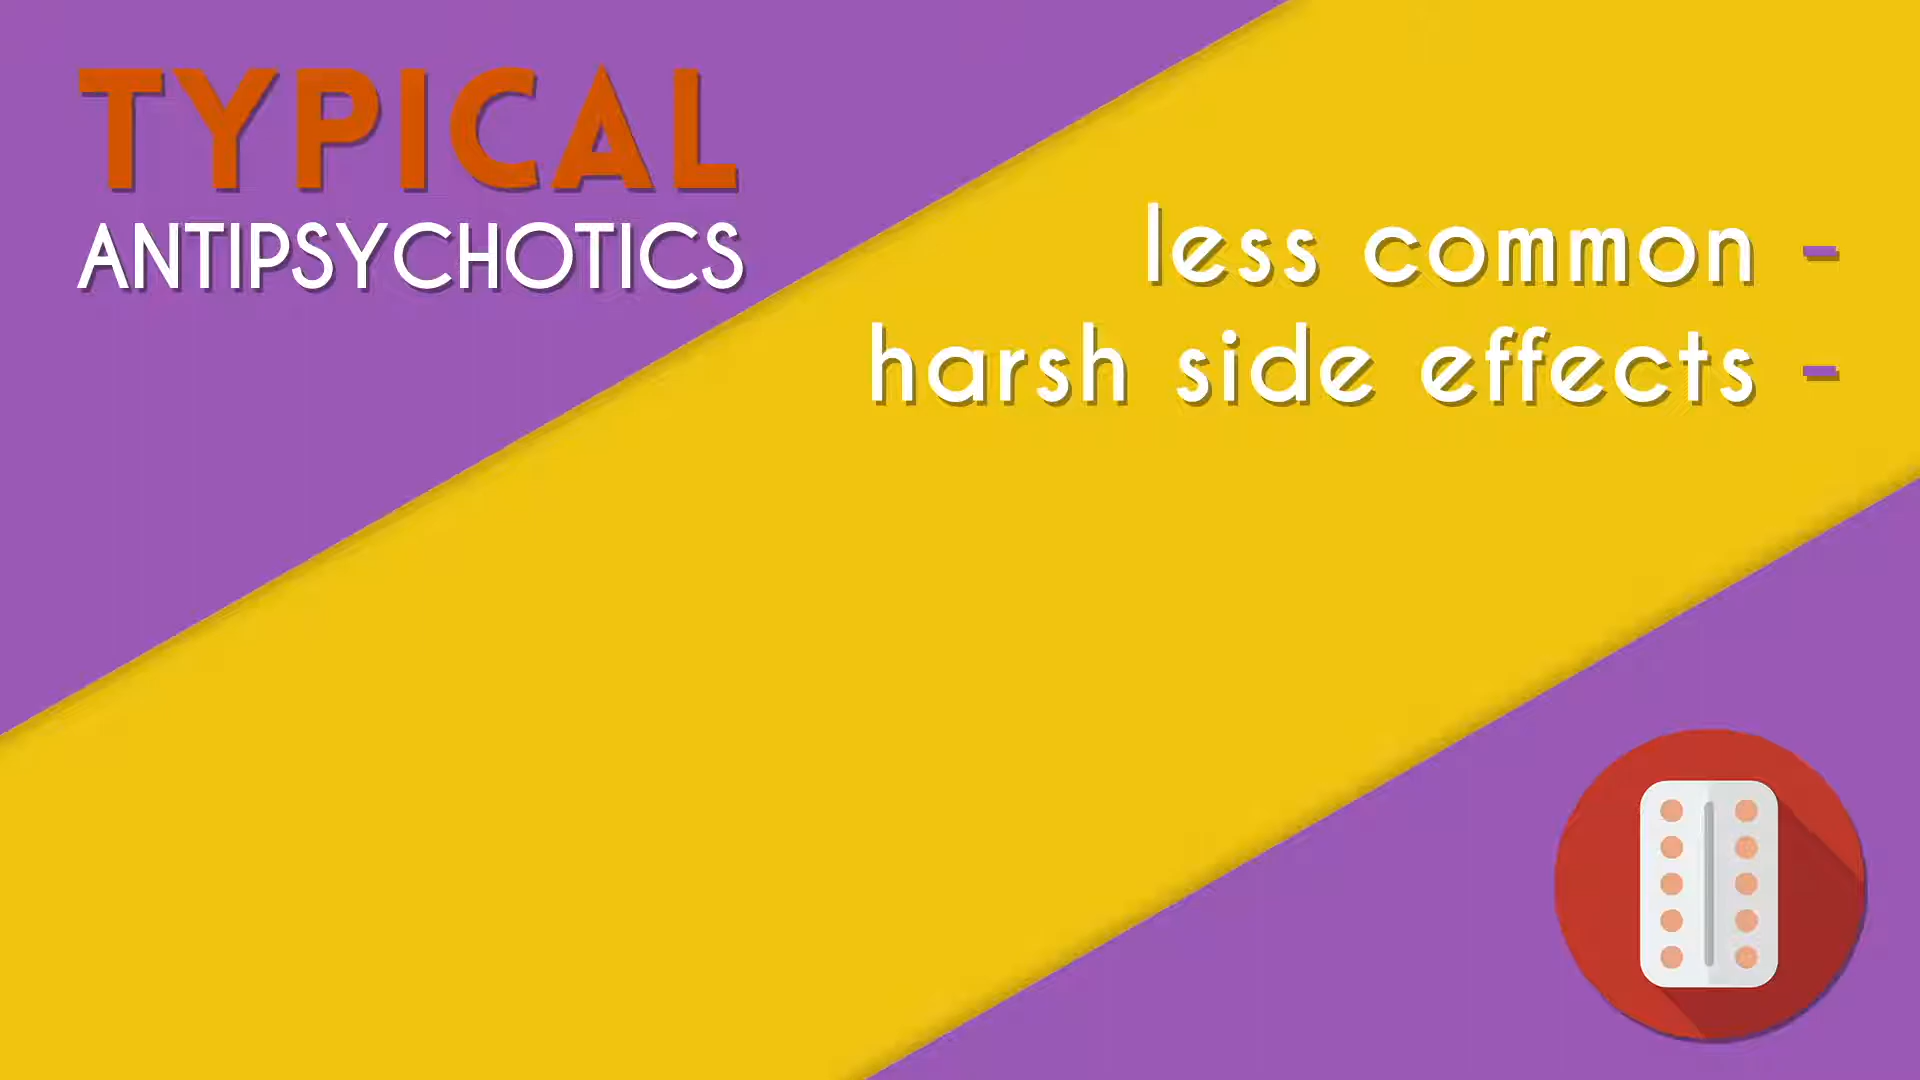 TYPICAL
ANTIPSYCHOTICS
less common -
harsh side effects -